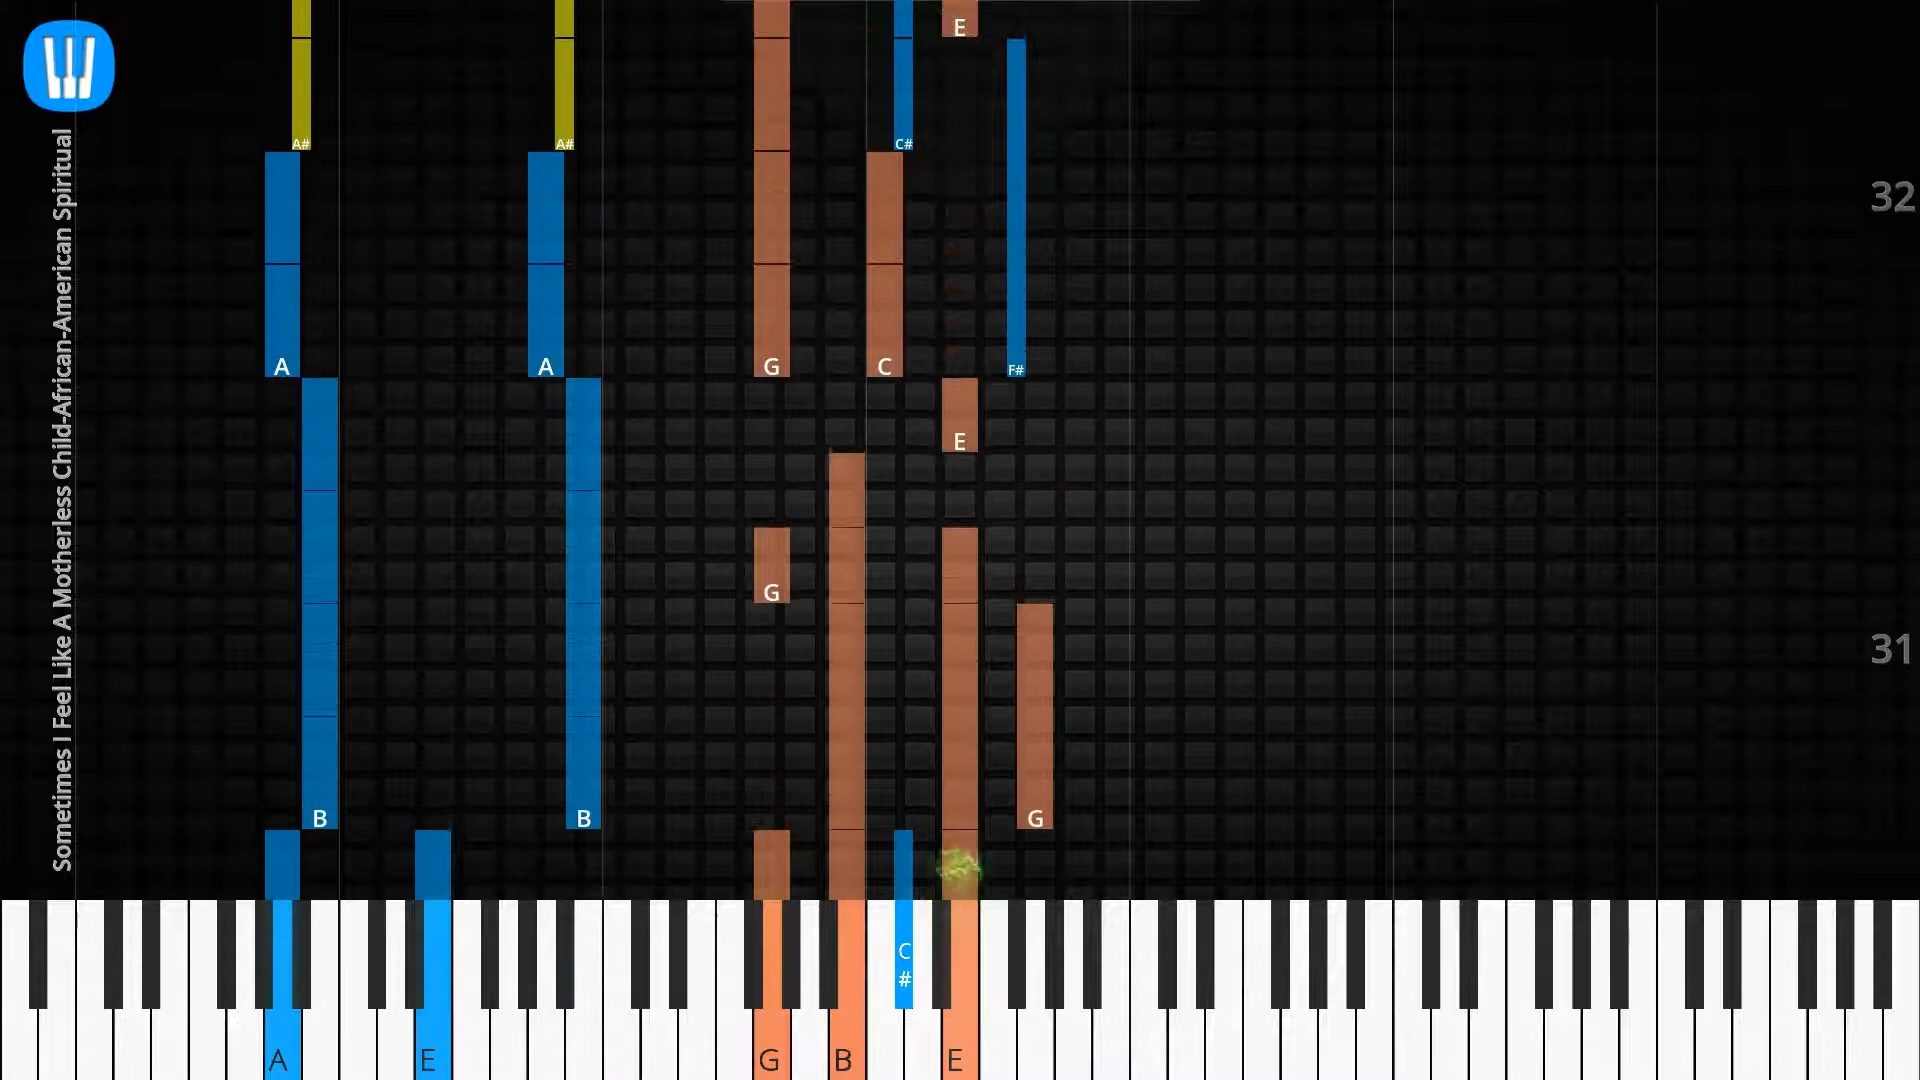 Sometimes I Feel Like A Motherless Child-African-American Spiritual
E
A#
A#
C#
32
A
A
G
C
F#
E
G
31
B
B
G
C
#
A
E
G
B
E